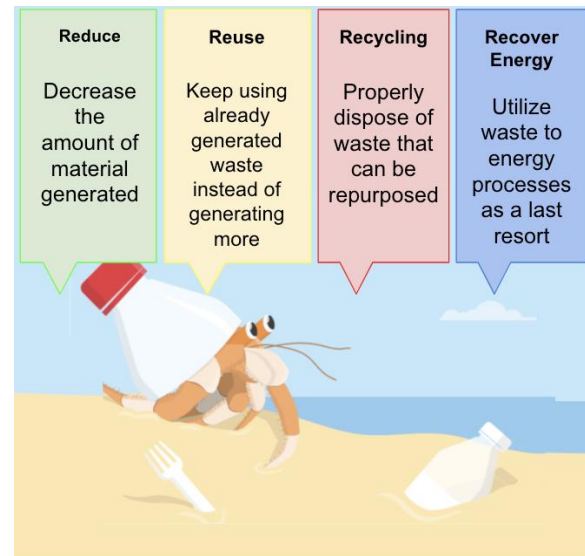 Reduce
Decrease
the
amount of
material
generated
Reuse
Keep using
already
generated
waste
instead of
generating
more
Recycling
Properly
dispose of
waste that
can be
repurposed
Recover
Energy
Utilize
waste to
energy
processes
as a last
resort